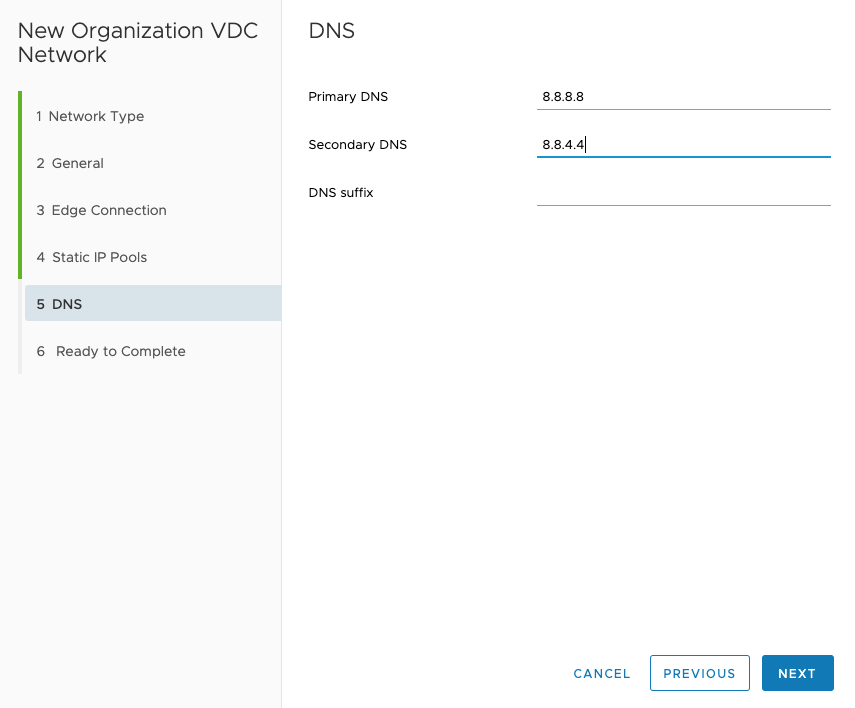 New Organization VDC
Network
1 Network Type
2 General
3 Edge Connection
4 Static IP Pools
5 DNS
6 Ready to Complete
DNS
Primary DNS 8.8.8.8
Secondary DNS 8.8.4.4
DNS suffix
CANCEL PREVIOUS NEXT